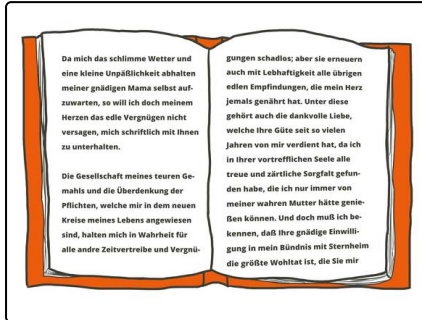 Da mich das schlimme Wetter und
eine kleine Unpäßlichkeit abhalten
meiner gnädigen Mama selbst auf-
zuwarten, so will ich doch meinem
Herzen das edle Vergnügen nicht
versagen, mich schriftlich mit Ihnen
zu unterhalten.
Die Gesellschaft meines teuren Ge-
mahls und die Überdenkung der
Pflichten, welche mir in dem neuen
Kreise meines Lebens angewiesen
sind, halten mich in Wahrheit für
alle andre Zeitvertreibe und Vergnü-
gungen schadlos; aber sie erneuern
auch mit Lebhaftigkeit alle übrigen
edlen Empfindungen, die mein Herz
jemals genährt hat. Unter diese
gehört auch die dankvolle Liebe,
welche Ihre Güte seit so vielen
Jahren von mir verdient hat, da ich
in Ihrer vortrefflichen Seele alle
treue und zärtliche Sorgfalt gefun-
den habe, die ich nur immer von
meiner wahren Mutter hätte genie-
ßen können. Und doch muß ich be-
kennen, daß Ihre gnädige Einwilli-
gung in mein Bündnis mit Sternheim
die größte Wohltat ist, die Sie mir